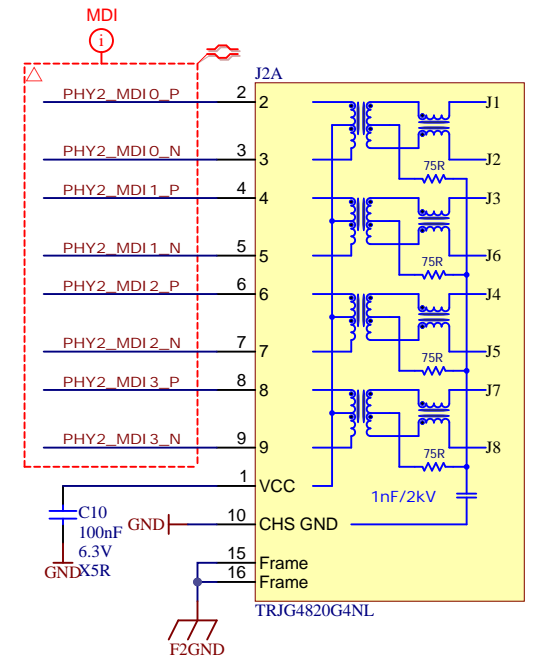 MDI
i
J2A
PHY2_MDI0_P 2 2 J1
PHY2_MDI0_N 3 3 J2
75R
PHY2_MDI1_P 4 4 J3
PHY2_MDI1_N 5 5 J6
75R
PHY2_MDI2_P 6 6 J4
PHY2_MDI2_N 7 7 J5
75R
PHY2_MDI3_P 8 8 J7
PHY2_MDI3_N 9 9 J8
75R
1 VCC
1nF/2kV
C10
100nF
6.3V
X5R
GND
GND 10 CHS GND
15 Frame
16 Frame
TRJG4820G4NL
F2GND